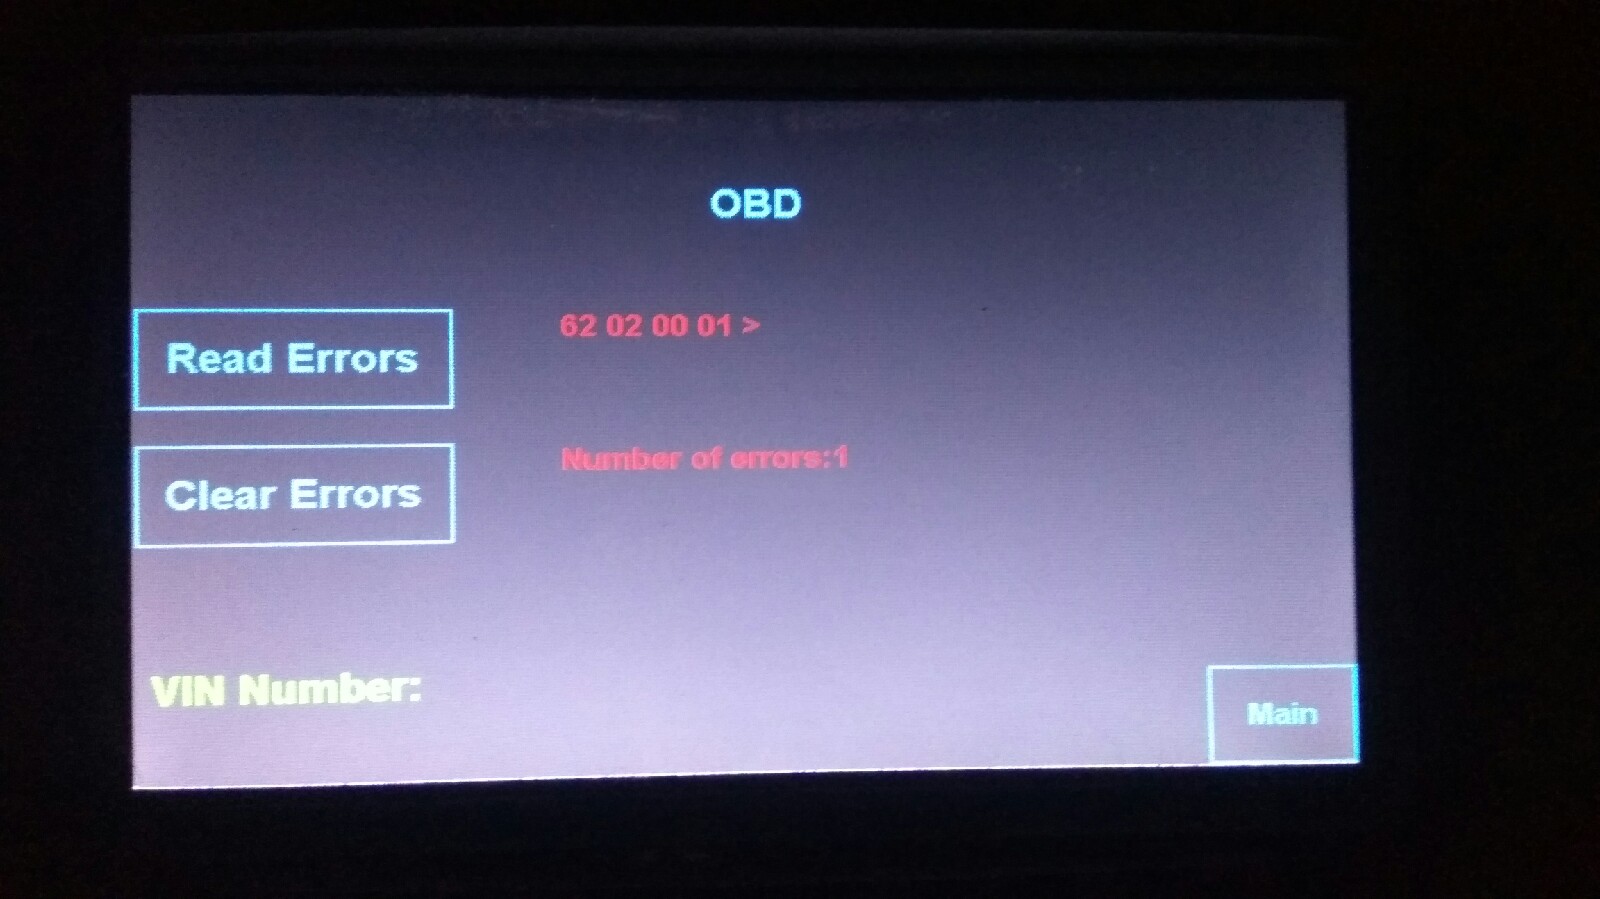 OBD
Read Errors
62 02 00 01 >
Clear Errors
Number of errors:1
VIN Number:
Main